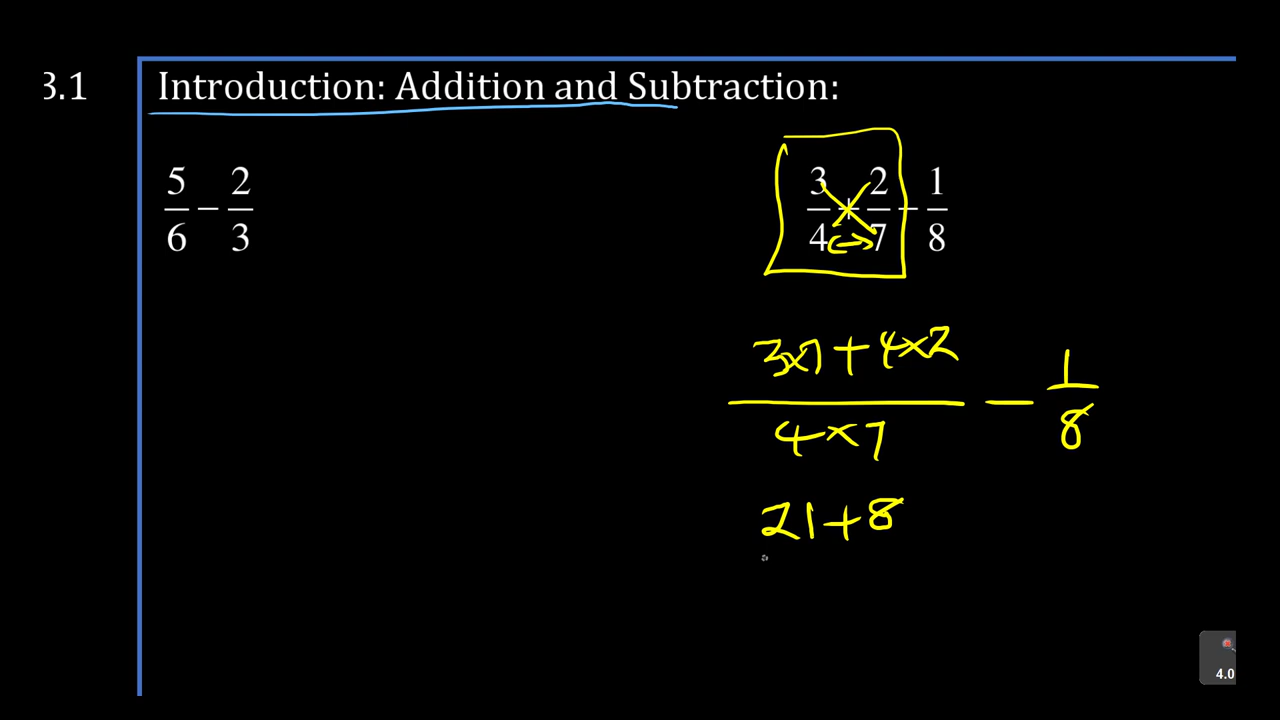 3.1 Introduction: Addition and Subtraction:
5/6 − 2/3
3/4 + 2/7 − 1/8
(3×7 + 4×2)/(4×7) − 1/8
21+8
4.0